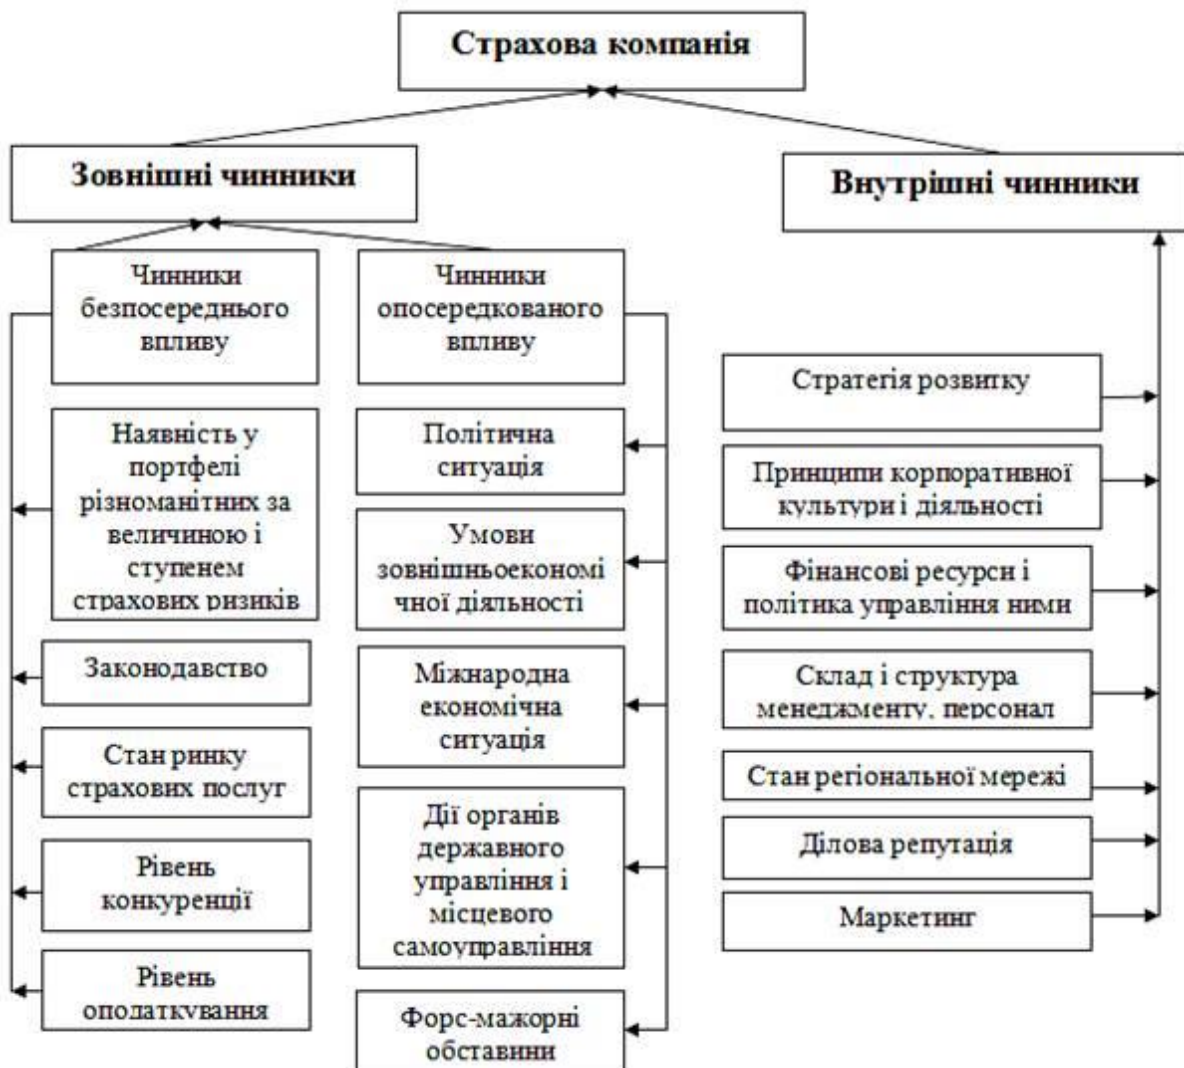 Страхова компанія
Зовнішні чинники
Внутрішні чинники
Чинники
безпосереднього
впливу
Наявність у
портфелі
різноманітних за
величиною і
ступенем
страхових ризиків
Законодавство
Стан ринку
страхових послуг
Рівень
конкуренції
Рівень
оподаткування
Чинники
опосередкованого
впливу
Політична
ситуація
Умови
зовнішньоекономі
чної діяльності
Міжнародна
економічна
ситуація
Дії органів
державного
управління і
місцевого
самоуправління
Форс-мажорні
обставини
Стратегія розвитку
Принципи корпоративної
культури і діяльності
Фінансові ресурси і
політика управління ними
Склад і структура
менеджменту, персонал
Стан регіональної мережі
Ділова репутація
Маркетинг